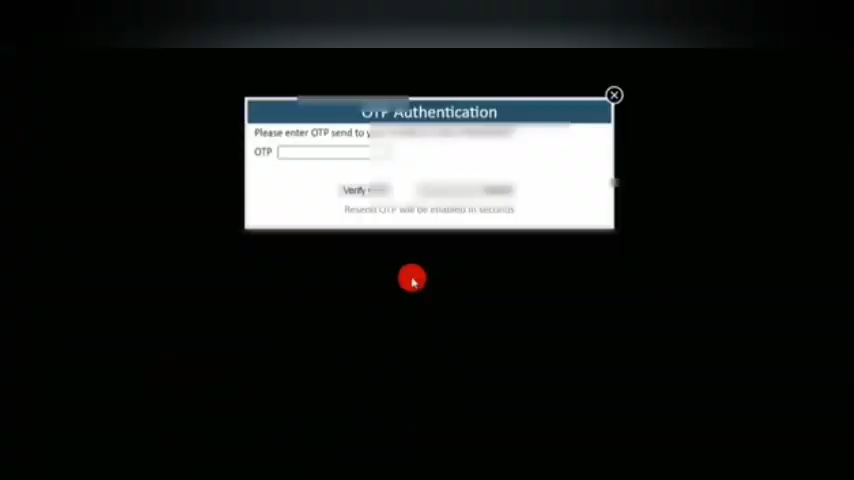 OTP Authentication
Please enter OTP send to
OTP
Verify
Resend OTP will be enabled in seconds